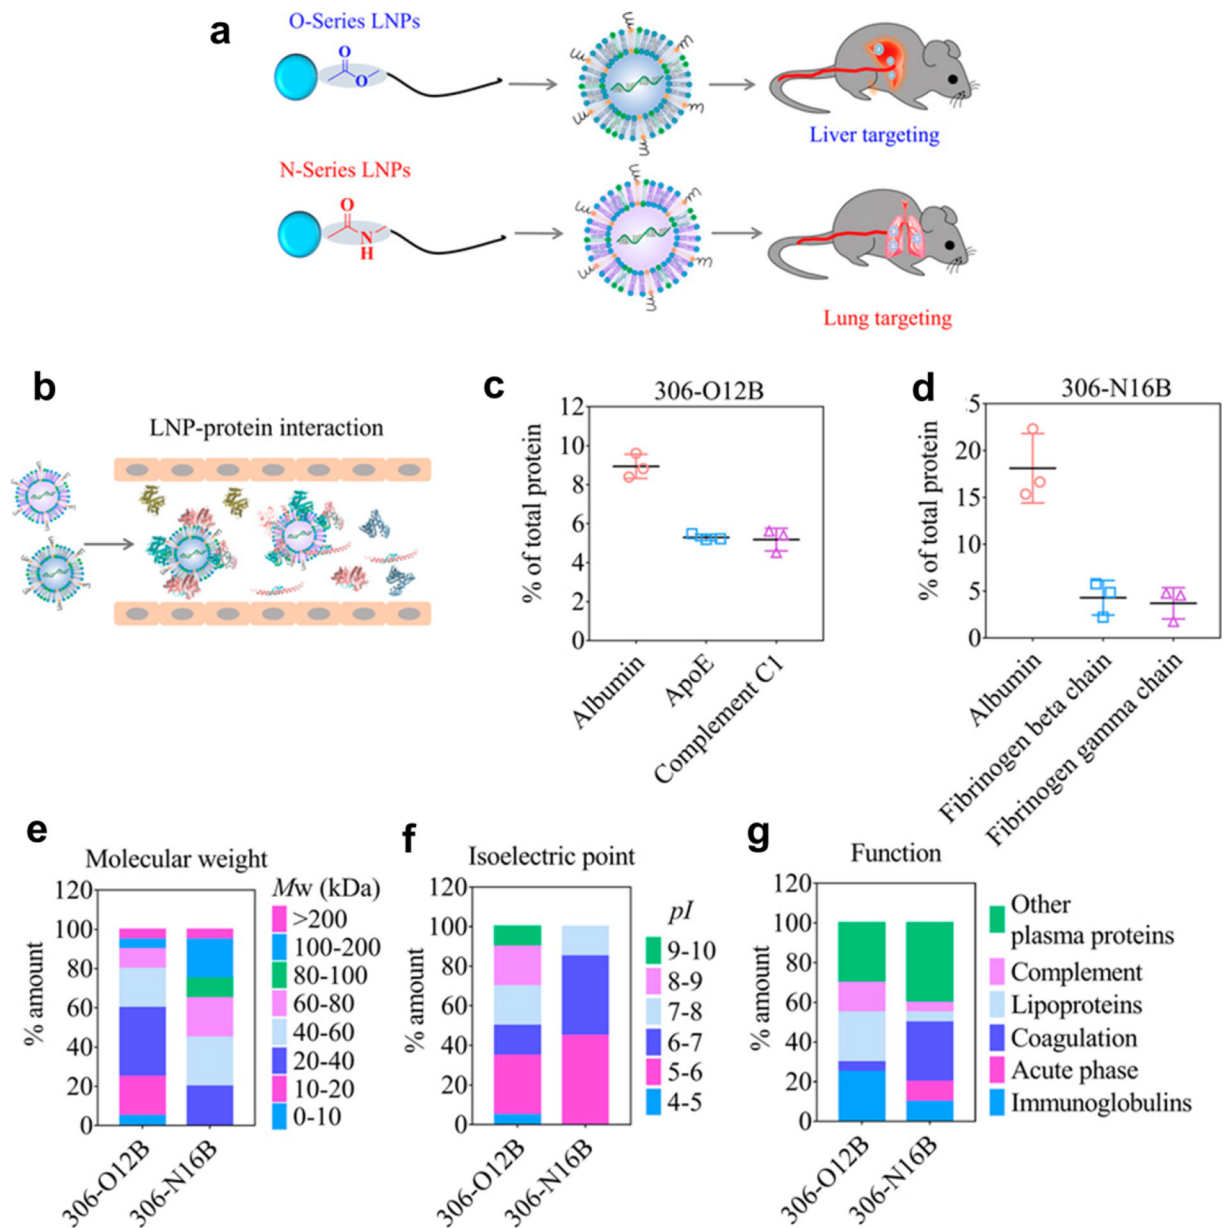 a
O-Series LNPs
O
O
Liver targeting
N-Series LNPs
O
N
H
Lung targeting
b
LNP-protein interaction
c
306-O12B
% of total protein
12
10
8
6
4
2
0
Albumin
ApoE
Complement C1
d
306-N16B
% of total protein
5
20
15
10
5
0
Albumin
Fibrinogen beta chain
Fibrinogen gamma chain
e
Molecular weight
% amount
120
100
80
60
40
20
0
306-O12B
306-N16B
Mw (kDa)
>200
100-200
80-100
60-80
40-60
20-40
10-20
0-10
f
Isoelectric point
% amount
120
100
80
60
40
20
0
306-O12B
306-N16B
pI
9-10
8-9
7-8
6-7
5-6
4-5
g
Function
% amount
120
100
80
60
40
20
0
306-O12B
306-N16B
Other
plasma proteins
Complement
Lipoproteins
Coagulation
Acute phase
Immunoglobulins